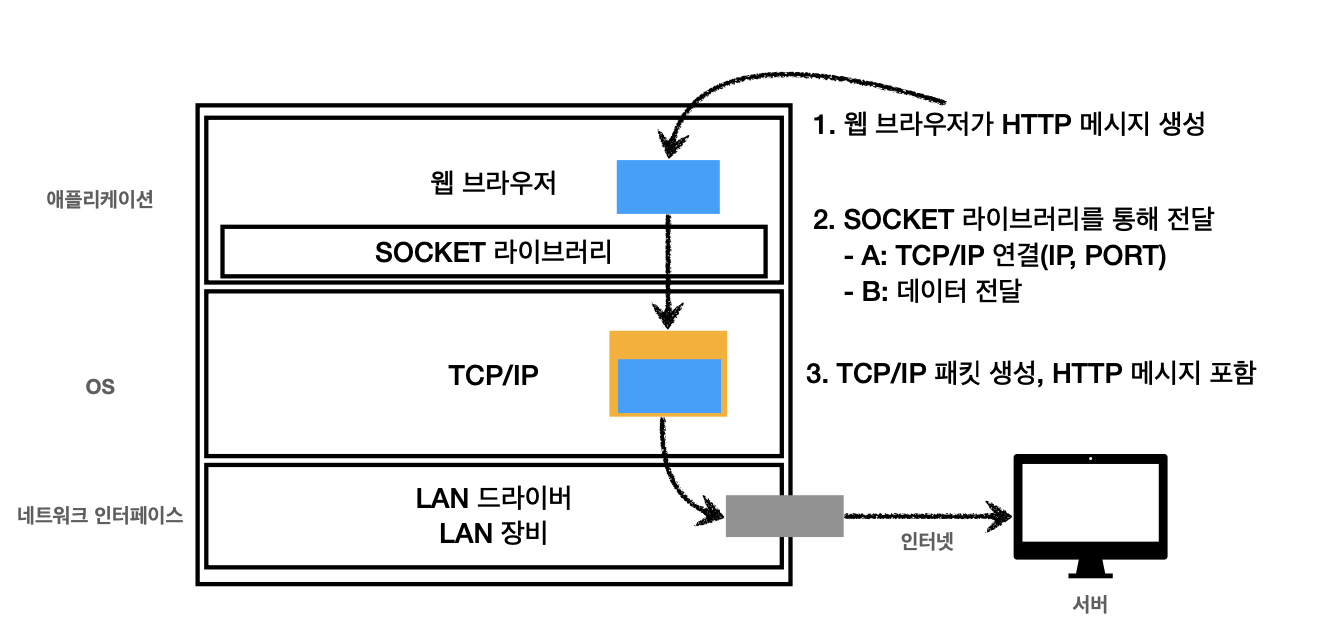 1. 웹 브라우저가 HTTP 메시지 생성
애플리케이션
웹 브라우저
SOCKET 라이브러리
2. SOCKET 라이브러리를 통해 전달
- A: TCP/IP 연결(IP, PORT)
- B: 데이터 전달
OS
TCP/IP
3. TCP/IP 패킷 생성, HTTP 메시지 포함
네트워크 인터페이스
LAN 드라이버
LAN 장비
인터넷
서버